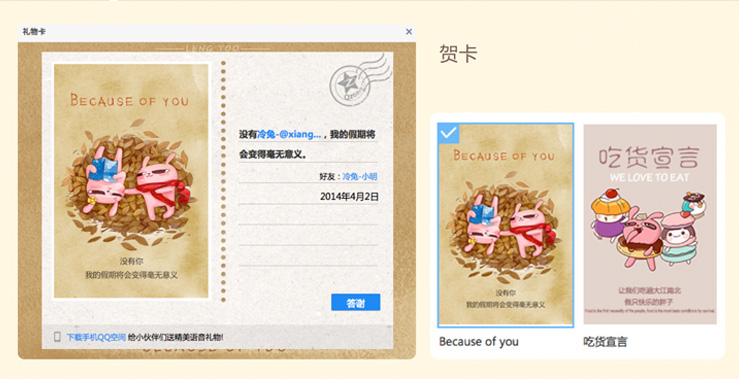 礼物卡
LENG TOO
BECAUSE OF YOU
没有你
我的假期将会变得毫无意义
没有冷兔-@xiang...，我的假期将
会变得毫无意义。
好友：冷兔-小明
2014年4月2日
答谢
下载手机QQ空间 给小伙伴们送精美语音礼物!
BECAUSE OF YOU
贺卡
BECAUSE OF YOU
没有你
我的假期将会变得毫无意义
Because of you
吃货宣言
WE LOVE TO EAT
让我们吃遍大江南北
做只快乐的胖子
吃货宣言